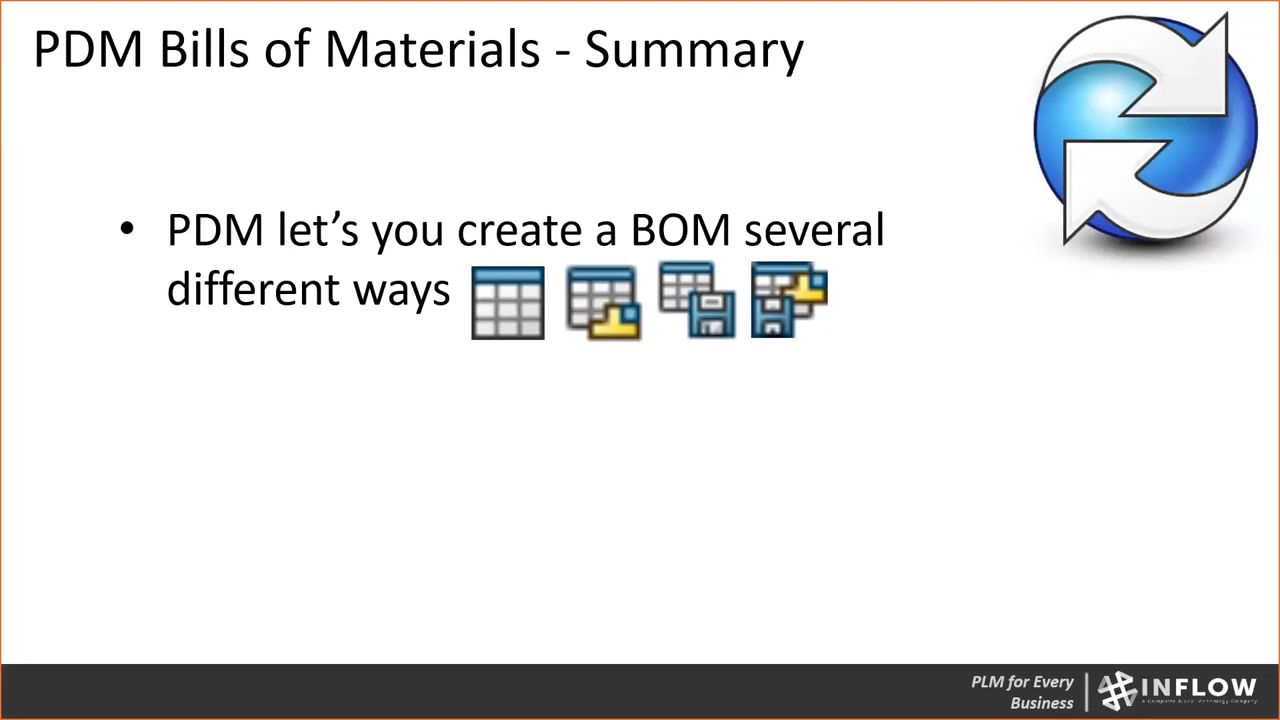 PDM Bills of Materials - Summary
• PDM let’s you create a BOM several
different ways
PLM for Every
Business
INFLOW